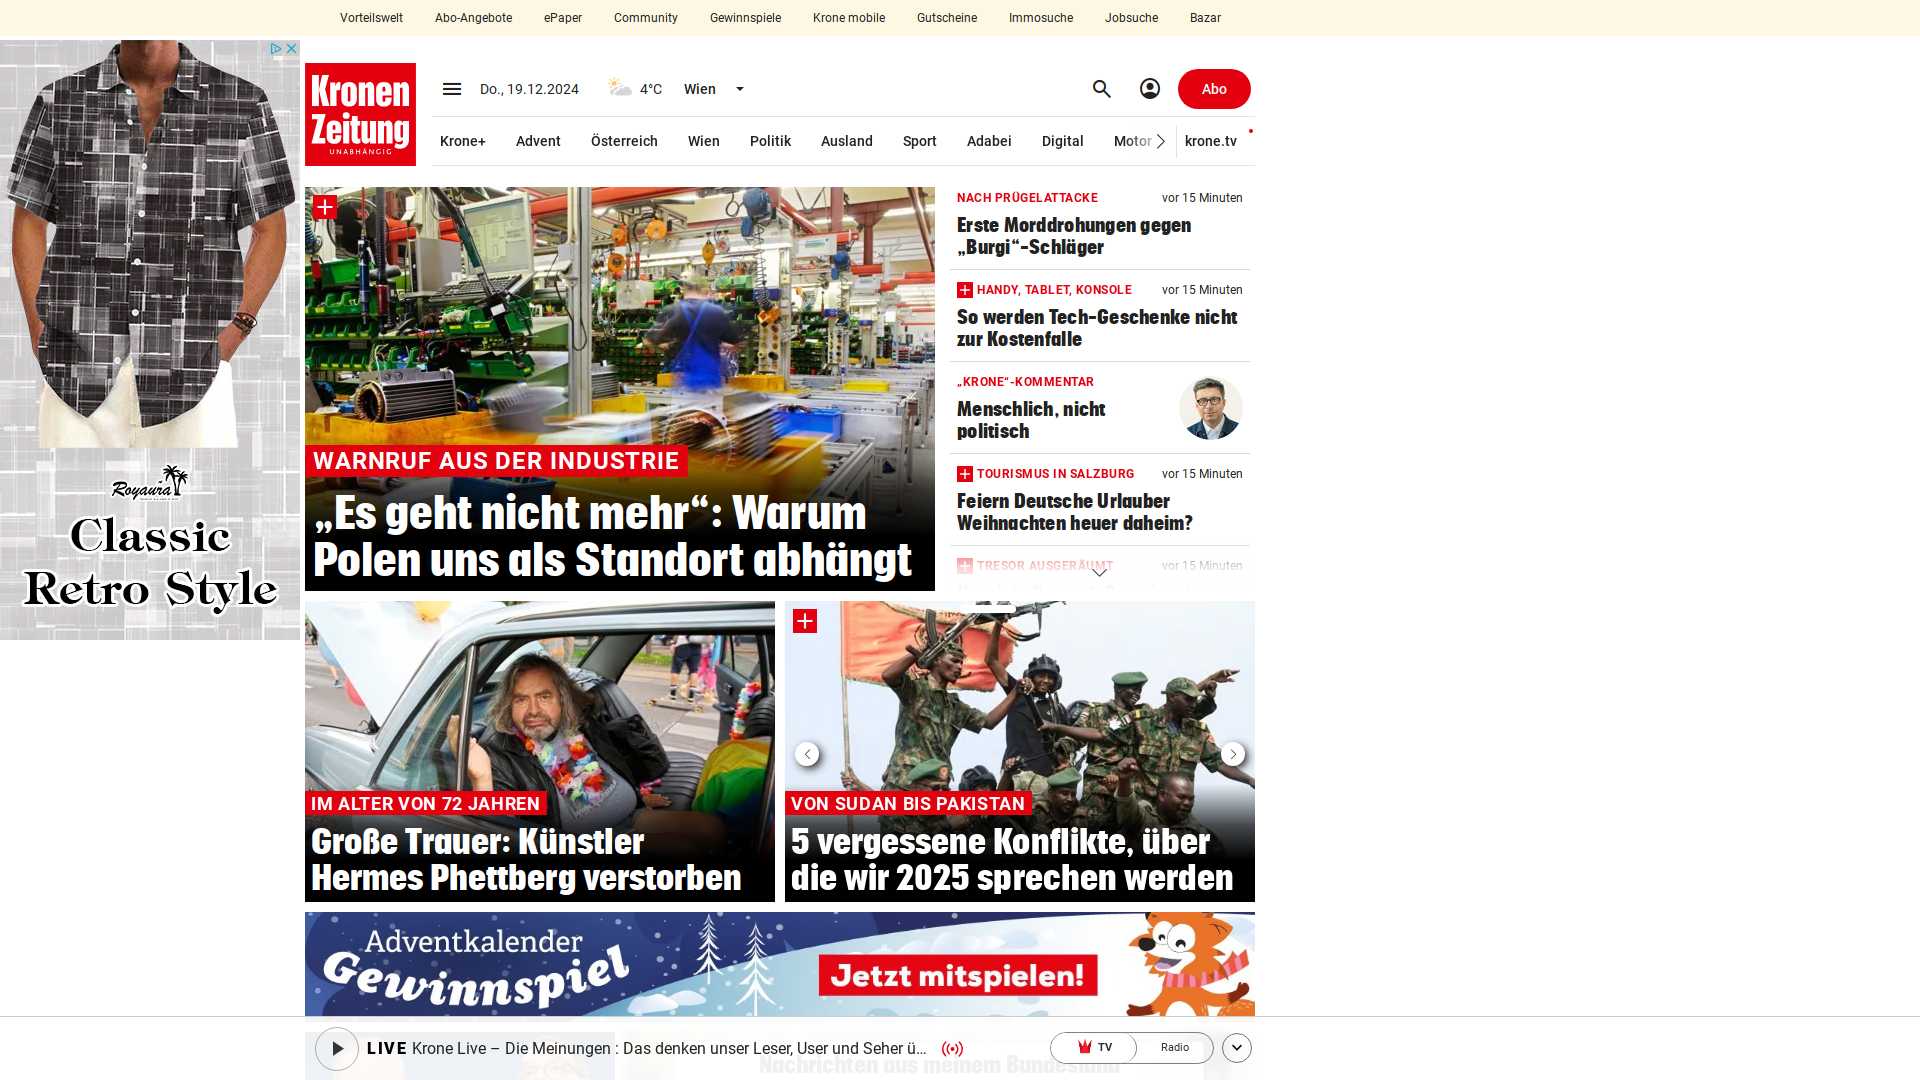 Vorteilswelt
Abo-Angebote
ePaper
Community
Gewinnspiele
Krone mobile
Gutscheine
Immosuche
Jobsuche
Bazar
Kronen
Zeitung
UNABHÄNGIG
Do., 19.12.2024
4°C
Wien
Abo
Krone+
Advent
Österreich
Wien
Politik
Ausland
Sport
Adabei
Digital
Motor
krone.tv
WARNRUF AUS DER INDUSTRIE
„Es geht nicht mehr“: Warum
Polen uns als Standort abhängt
NACH PRÜGELATTACKE
vor 15 Minuten
Erste Morddrohungen gegen
„Burgi“-Schläger
HANDY, TABLET, KONSOLE
vor 15 Minuten
So werden Tech-Geschenke nicht
zur Kostenfalle
„KRONE“-KOMMENTAR
Menschlich, nicht
politisch
TOURISMUS IN SALZBURG
vor 15 Minuten
Feiern Deutsche Urlauber
Weihnachten heuer daheim?
TRESOR AUSGERÄUMT
vor 15 Minuten
Royaura
Classic
Retro Style
IM ALTER VON 72 JAHREN
Große Trauer: Künstler
Hermes Phettberg verstorben
VON SUDAN BIS PAKISTAN
5 vergessene Konflikte, über
die wir 2025 sprechen werden
Adventkalender
Gewinnspiel
Jetzt mitspielen!
LIVE Krone Live – Die Meinungen : Das denken unser Leser, User und Seher ü...
TV
Radio
Nachrichten aus meinem Bundesland